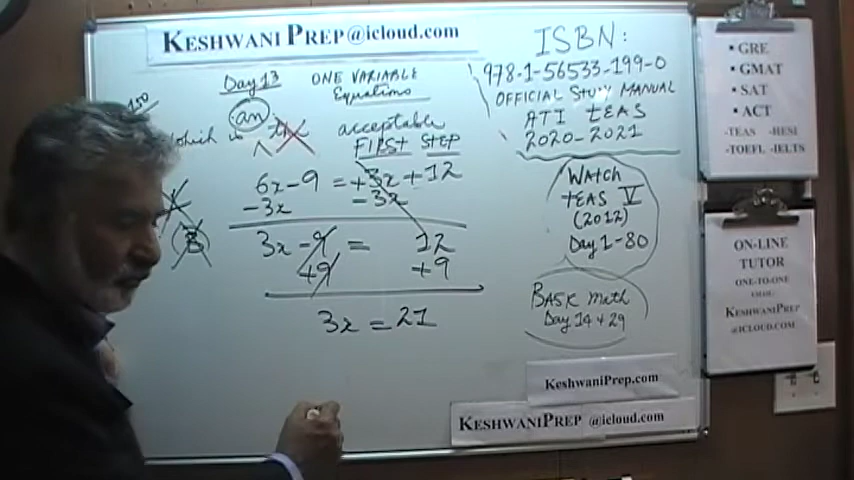 KESHWANIPREP@icloud.com
Day 13 ONE VARIABLE
Equations
150
an
which is the acceptable
FIRST STEP
6x-9 = +3x+12
-3x -3x
3x -9 = 12
+9 +9
3x = 21
ISBN:
978-1-56533-199-0
OFFICIAL STUDY MANUAL
ATI TEAS
2020-2021
WATCH
TEAS V
(2012)
Day 1-80
BASIC Math
Day 14 & 29
KESHWANIPREP.com
KESHWANIPREP @icloud.com
• GRE
• GMAT
• SAT
• ACT
-TEAS -HESI
-TOEFL -IELTS
ON-LINE
TUTOR
ONE-TO-ONE
KESHWANIPREP
@ICLOUD.COM